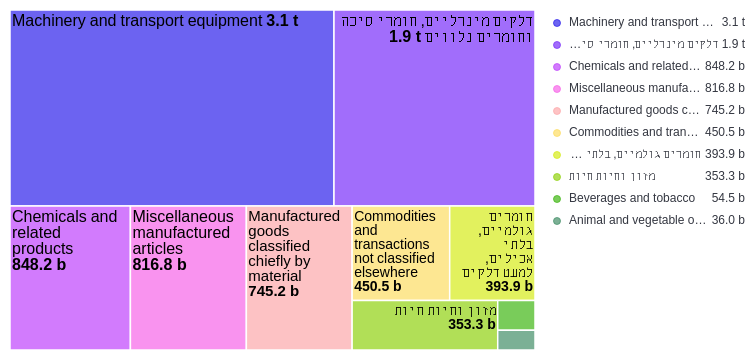 Machinery and transport equipment 3.1 t
דלקים מינרליים, חומרי סיכה
וחומרים נלווים 1.9 t
Chemicals and
related
products
848.2 b
Miscellaneous
manufactured
articles
816.8 b
Manufactured
goods
classified
chiefly by
material
745.2 b
Commodities
and
transactions
not classified
elsewhere
450.5 b
חומרים
גולמיים,
בלתי
אכילים,
למעט דלקים
393.9 b
מזון וחיות חיות
353.3 b
Machinery and transport … 3.1 t
דלקים מינרליים, חומרי סי… 1.9 t
Chemicals and related… 848.2 b
Miscellaneous manufa… 816.8 b
Manufactured goods c… 745.2 b
Commodities and tran… 450.5 b
חומרים גולמיים, בלתי … 393.9 b
מזון וחיות חיות 353.3 b
Beverages and tobacco 54.5 b
Animal and vegetable o… 36.0 b